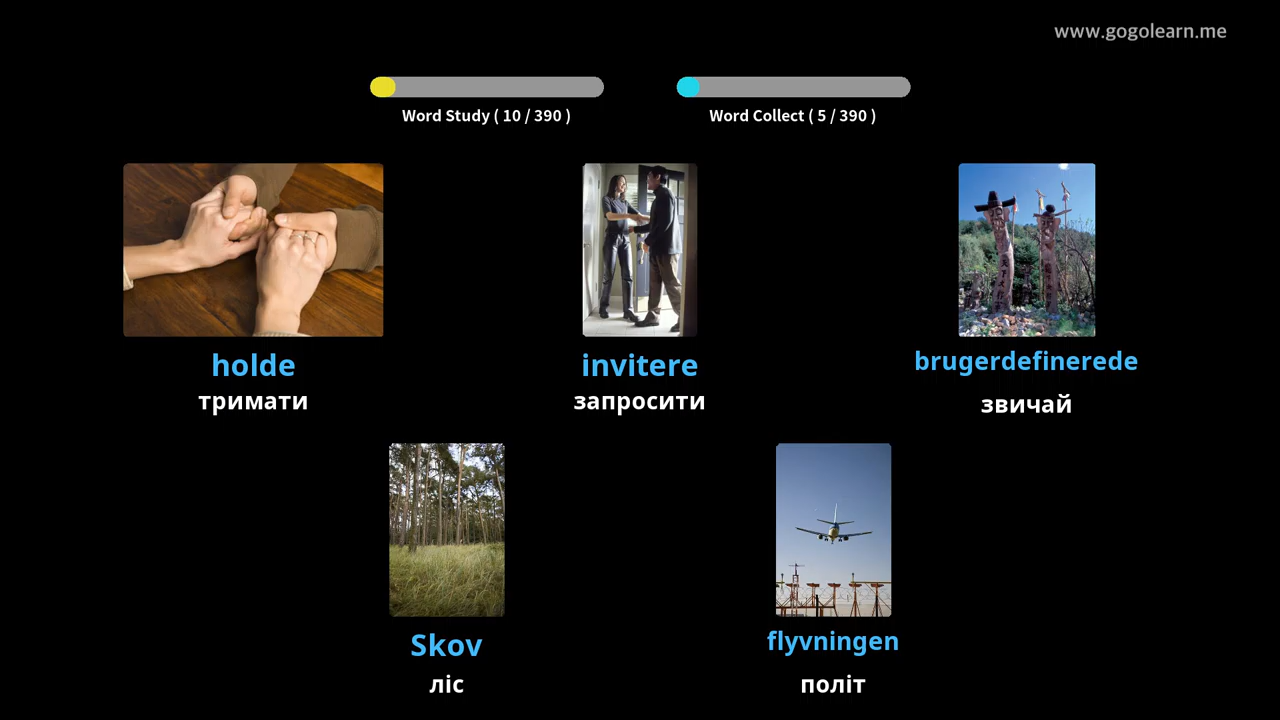 www.gogolearn.me
Word Study ( 10 / 390 )
Word Collect ( 5 / 390 )
holde
тримати
invitere
запросити
brugerdefinerede
звичай
Skov
ліс
flyvningen
політ